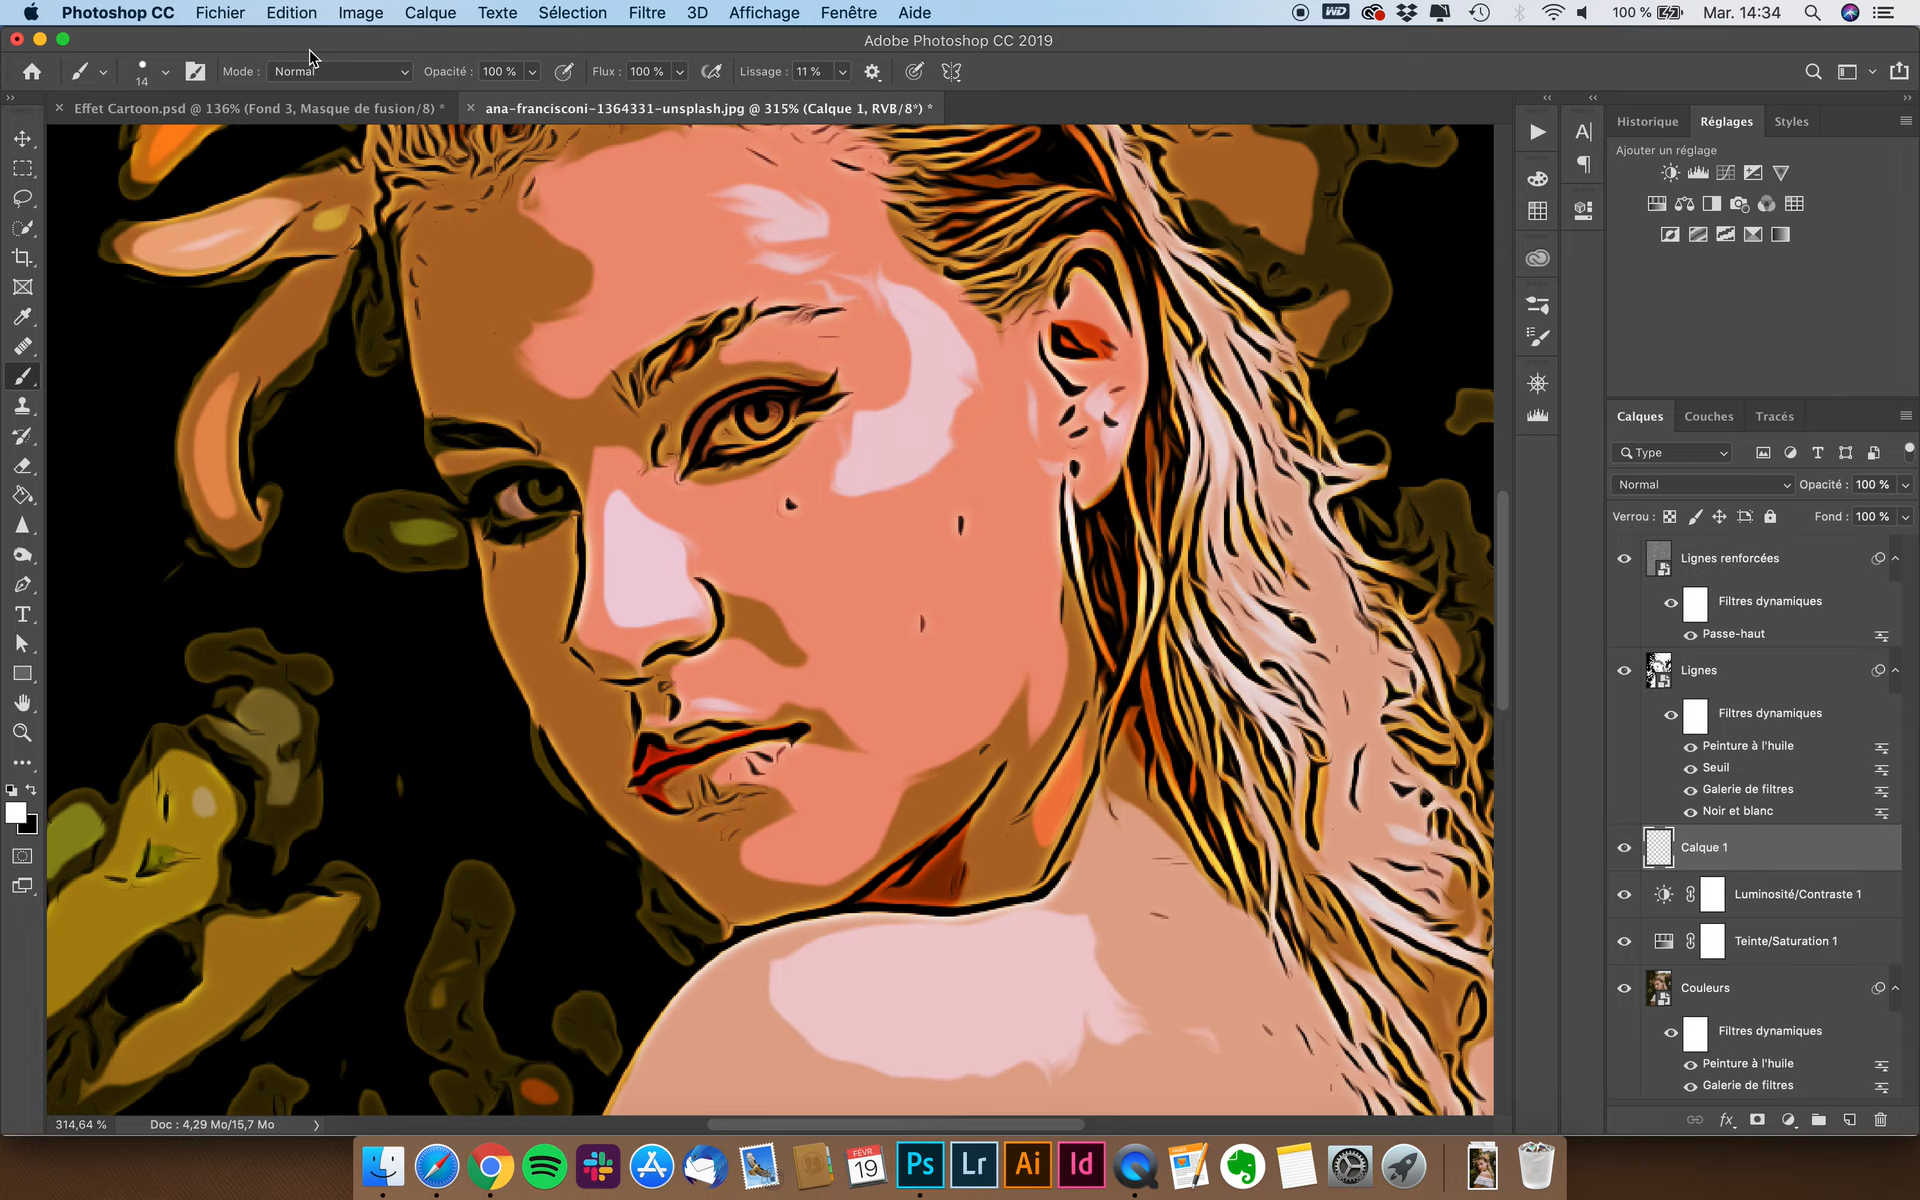 Photoshop CC Fichier Edition Image Calque Texte Sélection Filtre 3D Affichage Fenêtre Aide WD 100 % Mar. 14:34
Adobe Photoshop CC 2019
14 Mode : Normal Opacité : 100 % Flux : 100 % Lissage : 11 %
Effet Cartoon.psd @ 136% (Fond 3, Masque de fusion/8) * ana-francisconi-1364331-unsplash.jpg @ 315% (Calque 1, RVB/8*) *
Historique Réglages Styles
Ajouter un réglage
Calques Couches Tracés
Type
Normal Opacité : 100 %
Verrou : Fond : 100 %
Lignes renforcées
Filtres dynamiques
Passe-haut
Lignes
Filtres dynamiques
Peinture à l'huile
Seuil
Galerie de filtres
Noir et blanc
Calque 1
Luminosité/Contraste 1
Teinte/Saturation 1
Couleurs
Filtres dynamiques
Peinture à l'huile
Galerie de filtres
fx
314,64 % Doc : 4,29 Mo/15,7 Mo
FÉVR.
19
Ps Lr Ai Id